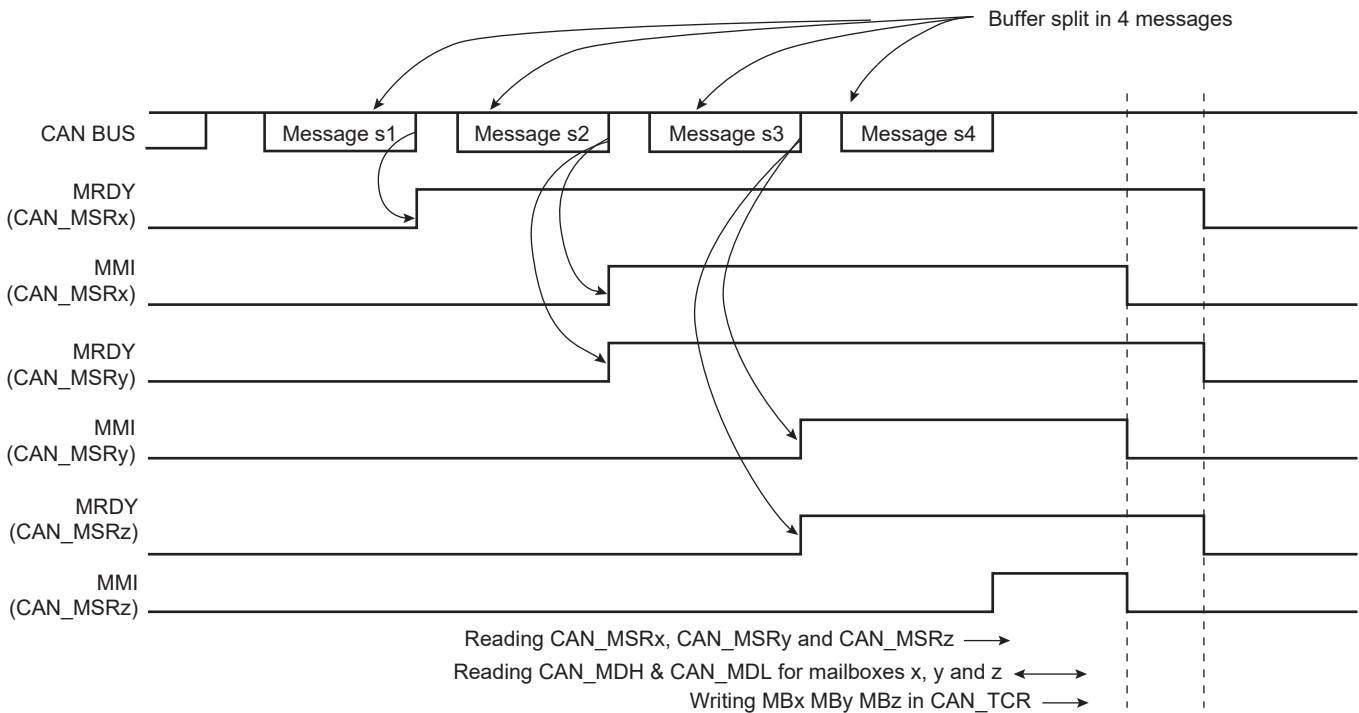 Buffer split in 4 messages
CAN BUS
Message s1
Message s2
Message s3
Message s4
MRDY
(CAN_MSRx)
MMI
(CAN_MSRx)
MRDY
(CAN_MSRy)
MMI
(CAN_MSRy)
MRDY
(CAN_MSRz)
MMI
(CAN_MSRz)
Reading CAN_MSRx, CAN_MSRy and CAN_MSRz
Reading CAN_MDH & CAN_MDL for mailboxes x, y and z
Writing MBx MBy MBz in CAN_TCR